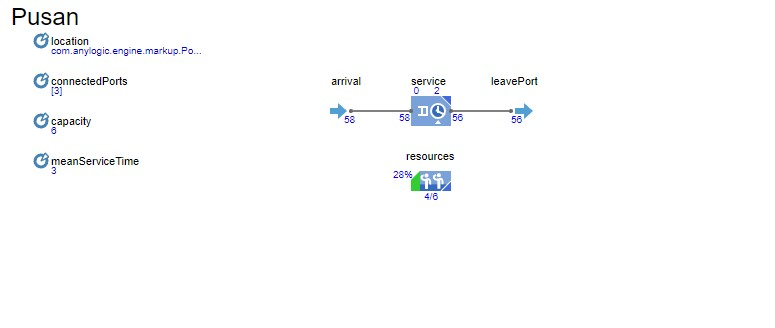 Pusan
location
com.anylogic.engine.markup.Po...
connectedPorts
[3]
capacity
6
meanServiceTime
3
arrival
service
leavePort
0 2
58
58
56
56
resources
28%
4/6